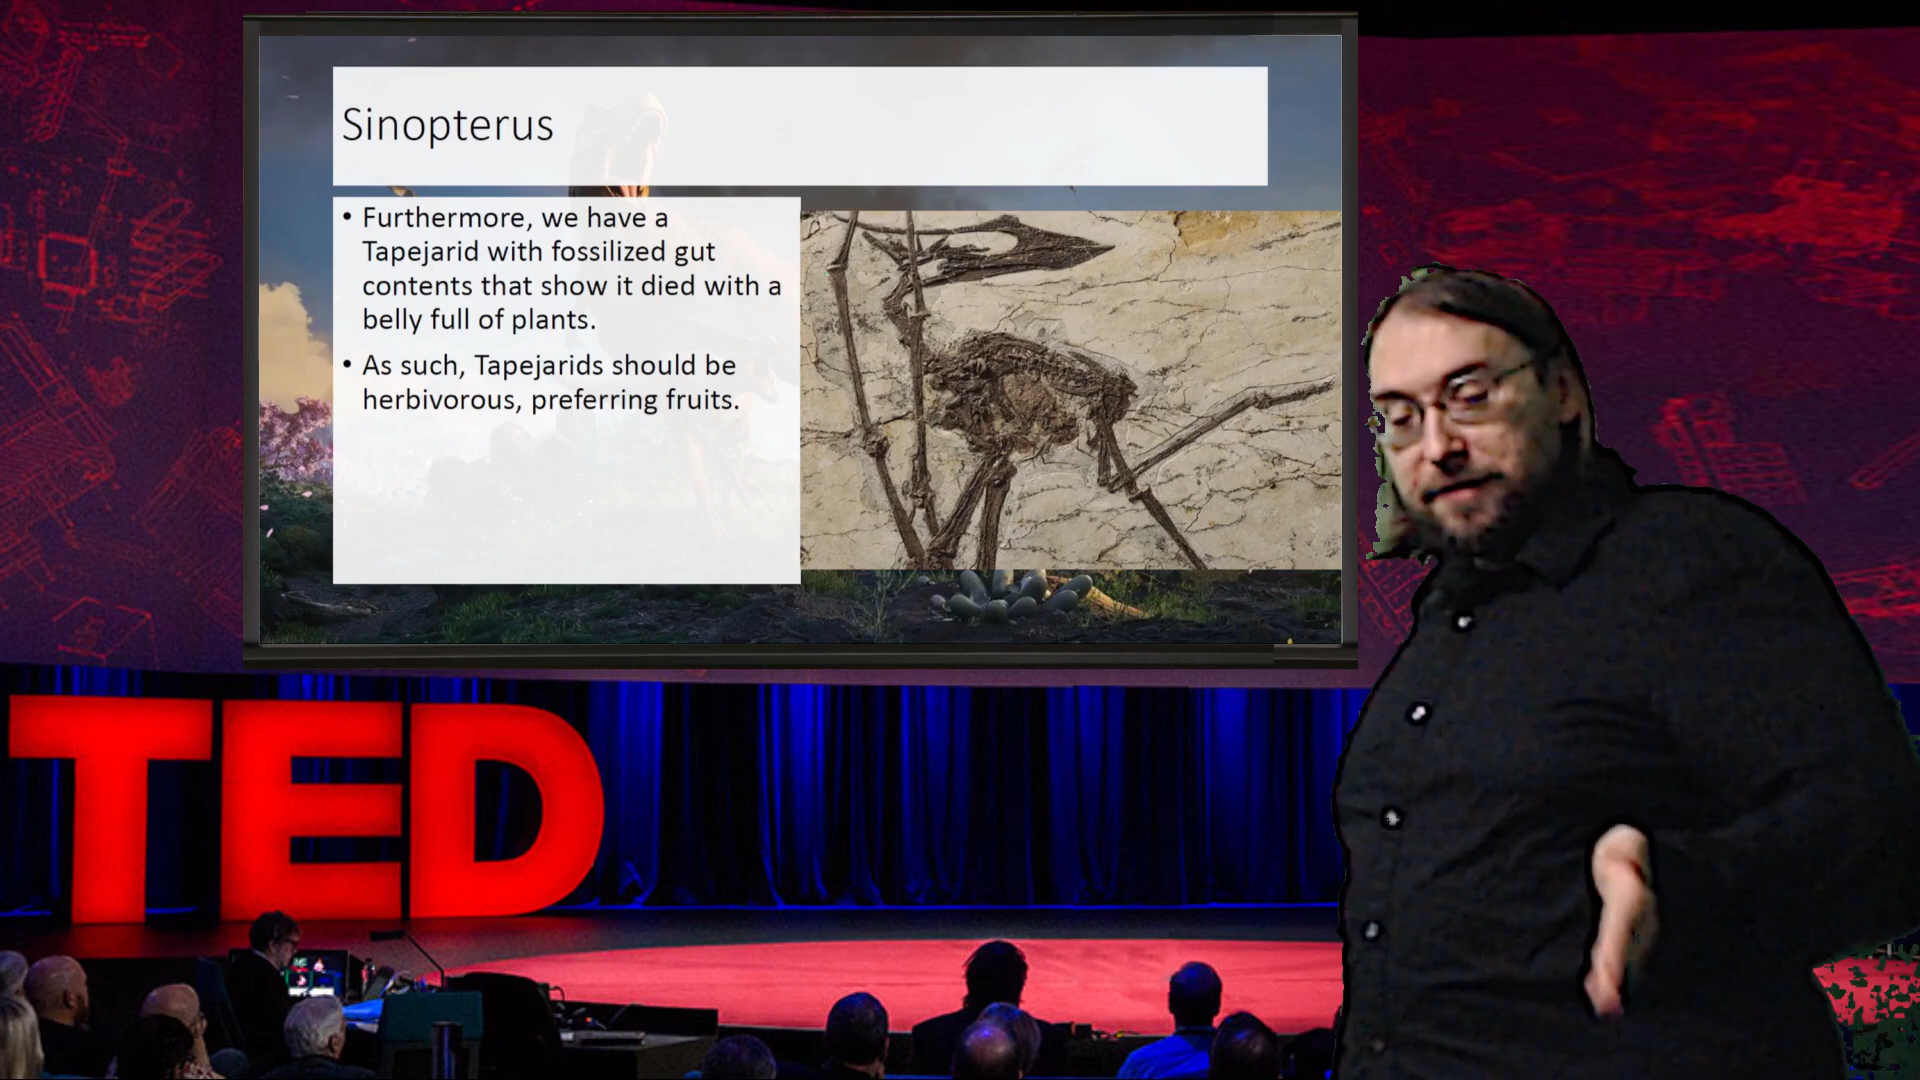 Sinopterus
• Furthermore, we have a
Tapejarid with fossilized gut
contents that show it died with a
belly full of plants.
• As such, Tapejarids should be
herbivorous, preferring fruits.
TED